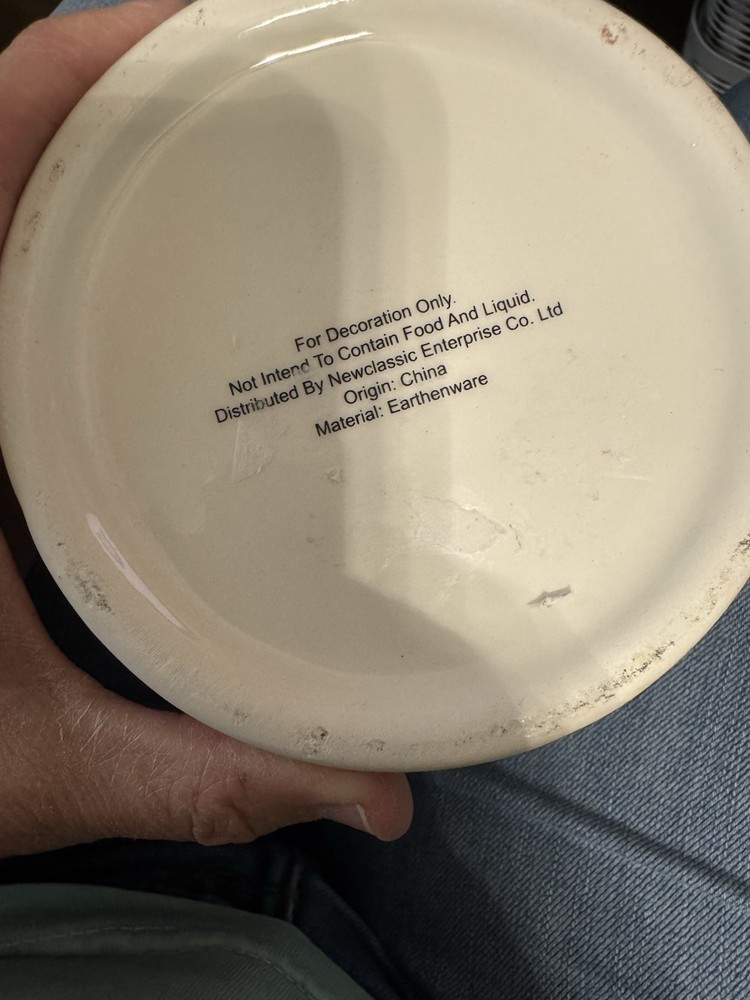 For Decoration Only.
Not Intend To Contain Food And Liquid.
Distributed By Newclassic Enterprise Co. Ltd
Origin: China
Material: Earthenware